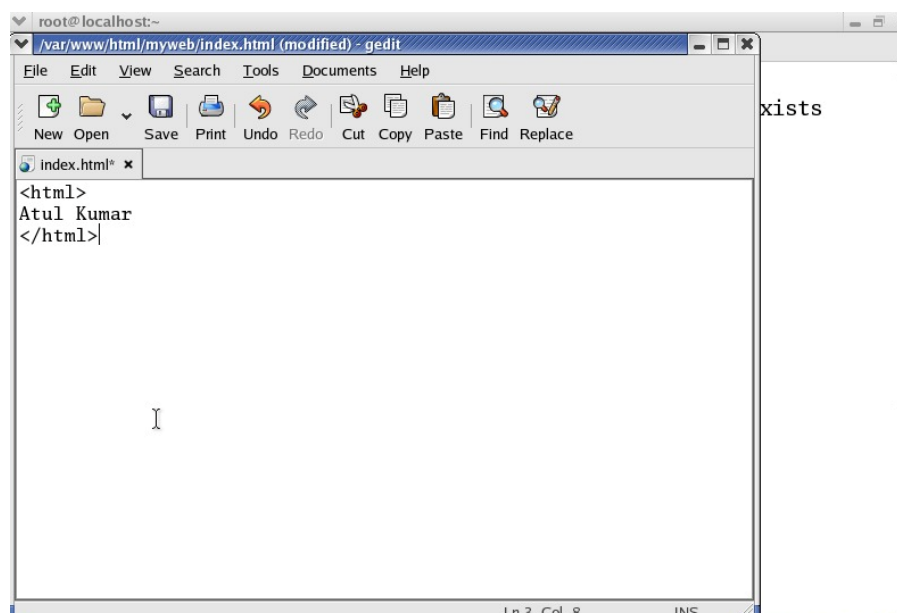 root@localhost:~
/var/www/html/myweb/index.html (modified) - gedit
File Edit View Search Tools Documents Help
xists
New Open Save Print Undo Redo Cut Copy Paste Find Replace
index.html*
<html>
Atul Kumar
</html>
Ln 3, Col. 8 INS